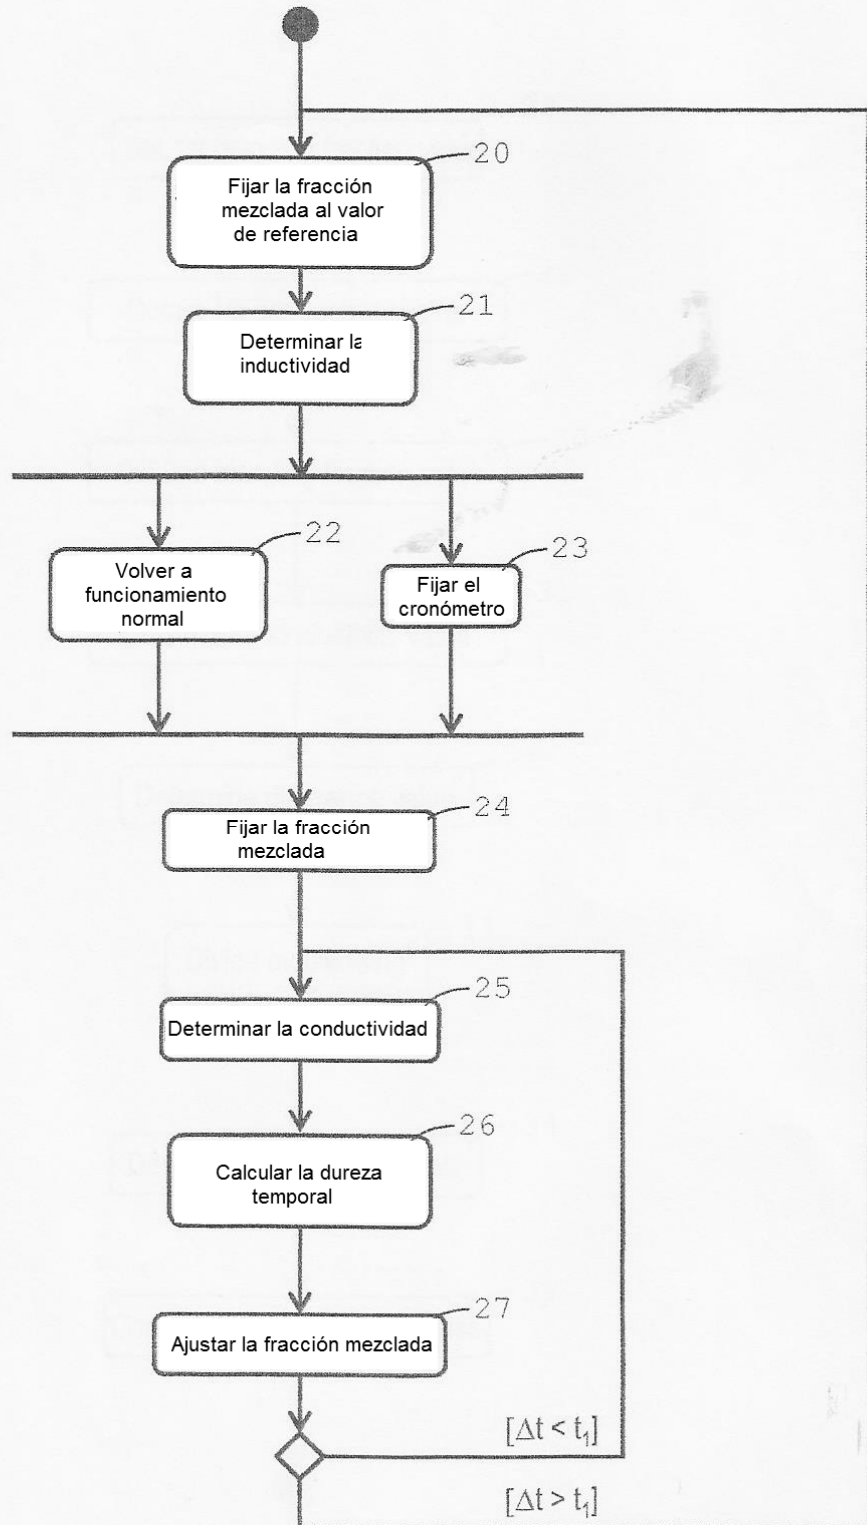 20
Fijar la fracción
mezclada al valor
de referencia
21
Determinar la
inductividad
22
Volver a
funcionamiento
normal
23
Fijar el
cronómetro
24
Fijar la fracción
mezclada
25
Determinar la conductividad
26
Calcular la dureza
temporal
27
Ajustar la fracción mezclada
[Δt < t₁]
[Δt > t₁]